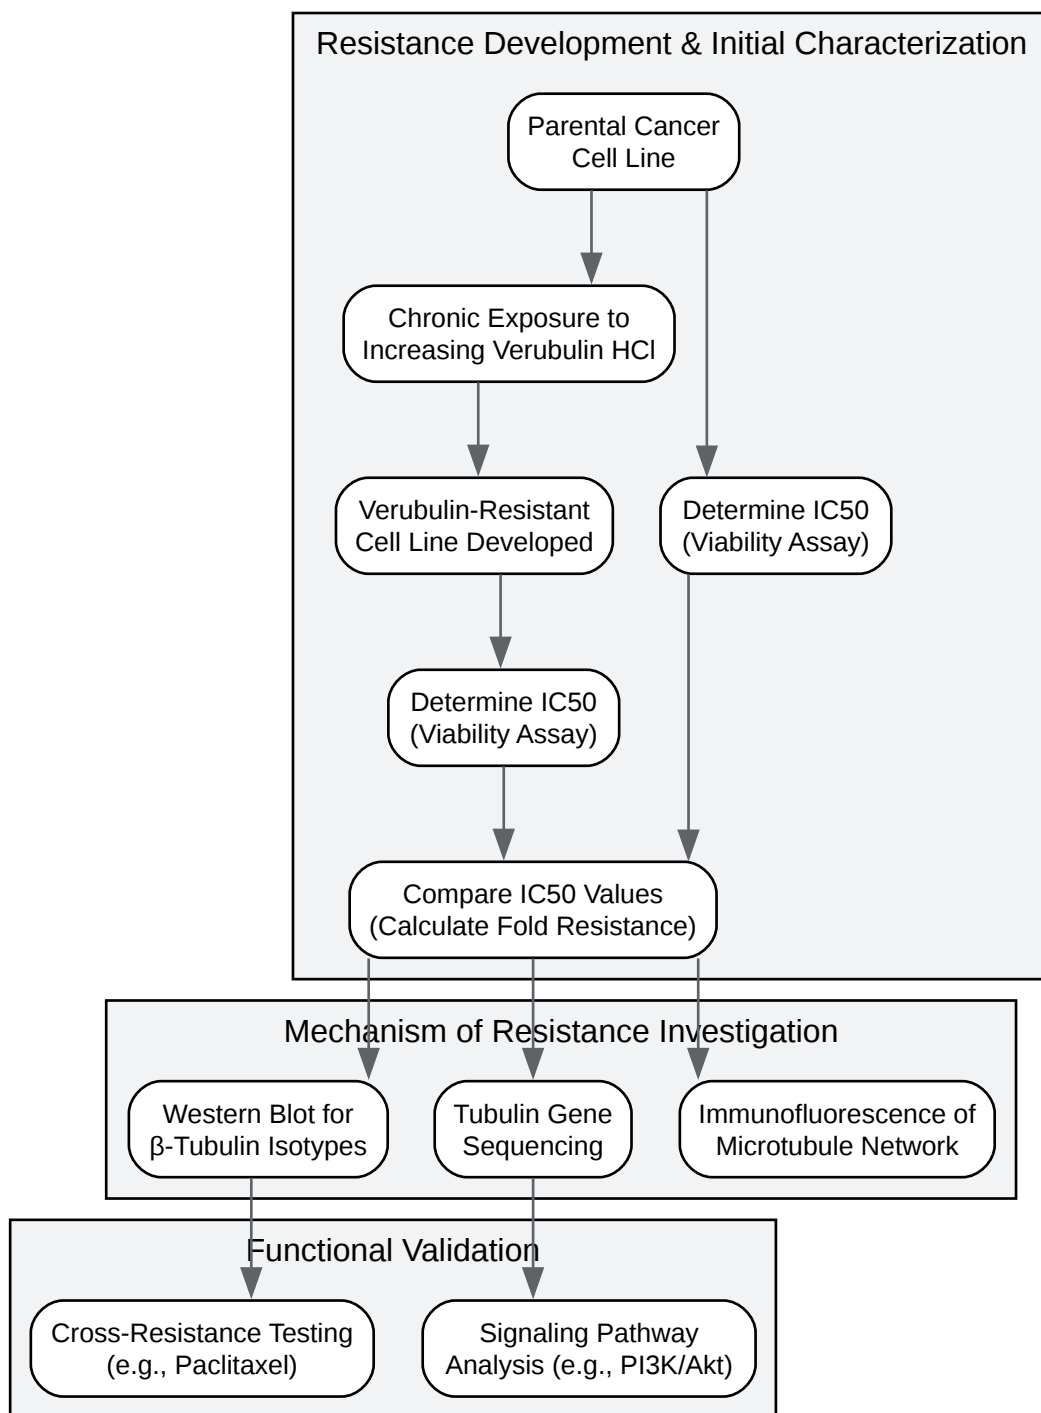 Resistance Development & Initial Characterization
Parental Cancer
Cell Line
Chronic Exposure to
Increasing Verubulin HCl
Verubulin-Resistant
Cell Line Developed
Determine IC50
(Viability Assay)
Determine IC50
(Viability Assay)
Compare IC50 Values
(Calculate Fold Resistance)
Mechanism of Resistance Investigation
Western Blot for
β-Tubulin Isotypes
Tubulin Gene
Sequencing
Immunofluorescence of
Microtubule Network
Functional Validation
Cross-Resistance Testing
(e.g., Paclitaxel)
Signaling Pathway
Analysis (e.g., PI3K/Akt)